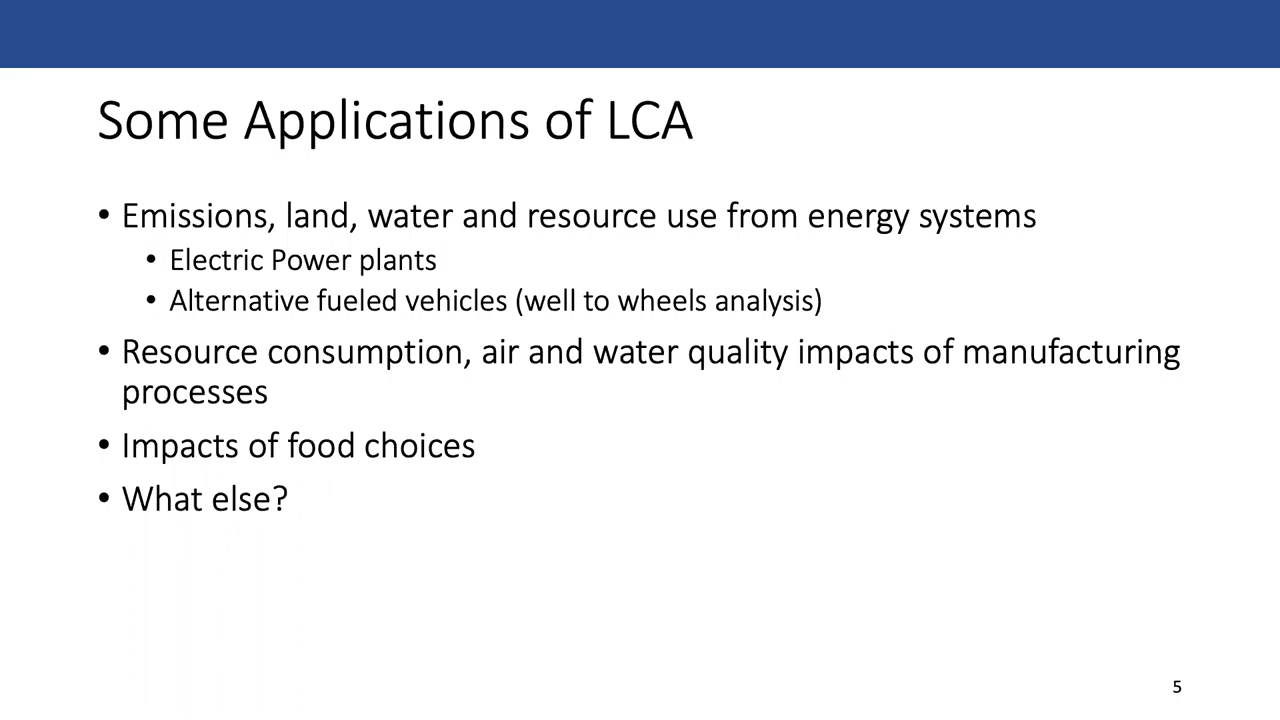 Some Applications of LCA
• Emissions, land, water and resource use from energy systems
• Electric Power plants
• Alternative fueled vehicles (well to wheels analysis)
• Resource consumption, air and water quality impacts of manufacturing
processes
• Impacts of food choices
• What else?
5